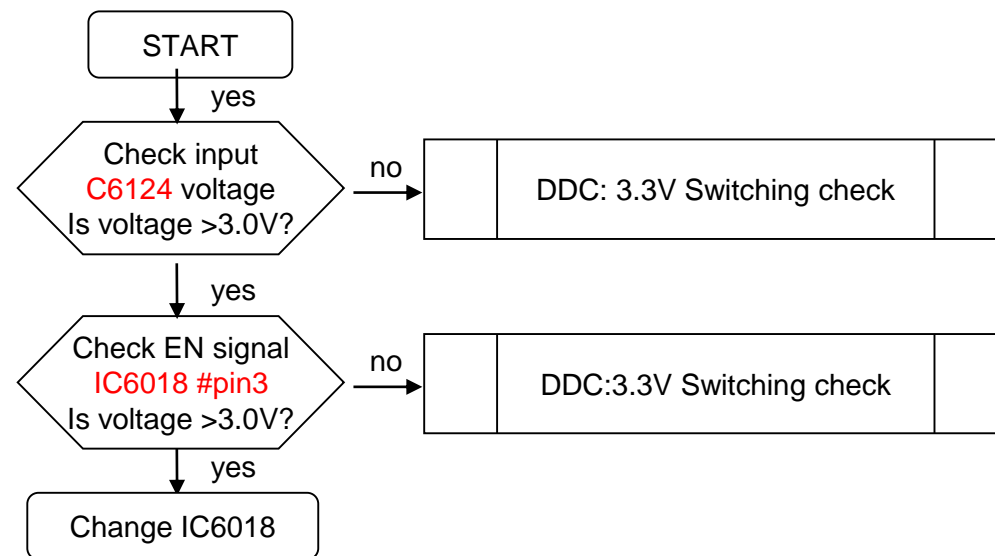 START
yes
Check input
C6124 voltage
Is voltage >3.0V?
no
DDC: 3.3V Switching check
yes
Check EN signal
IC6018 #pin3
Is voltage >3.0V?
no
DDC:3.3V Switching check
yes
Change IC6018